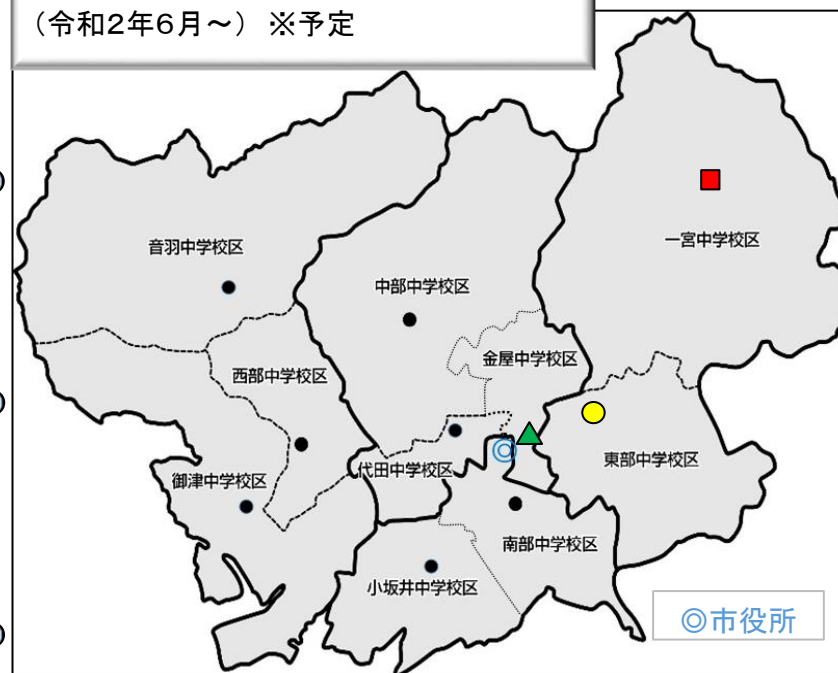 （令和2年6月～）※予定
一宮中学校区
音羽中学校区
中部中学校区
金屋中学校区
西部中学校区
東部中学校区
代田中学校区
御津中学校区
南部中学校区
小坂井中学校区
◎市役所